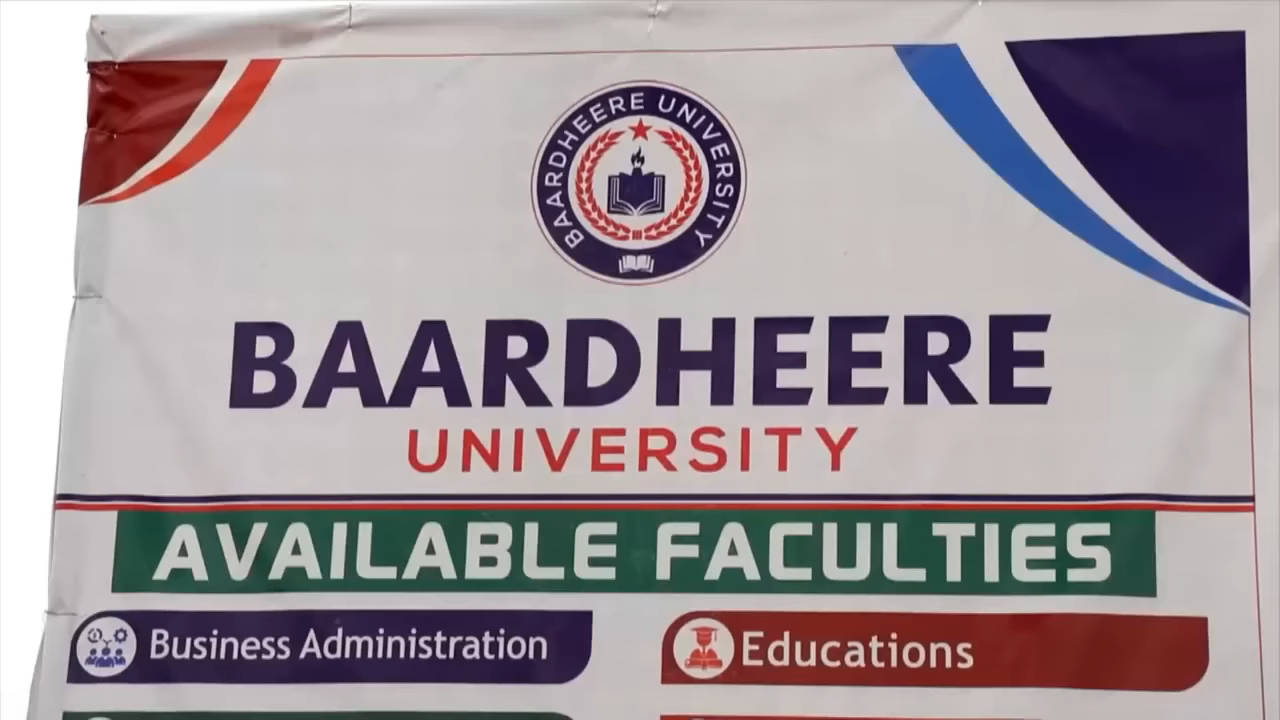 BAARDHEERE UNIVERSITY
BAARDHEERE
UNIVERSITY
AVAILABLE FACULTIES
Business Administration
Educations